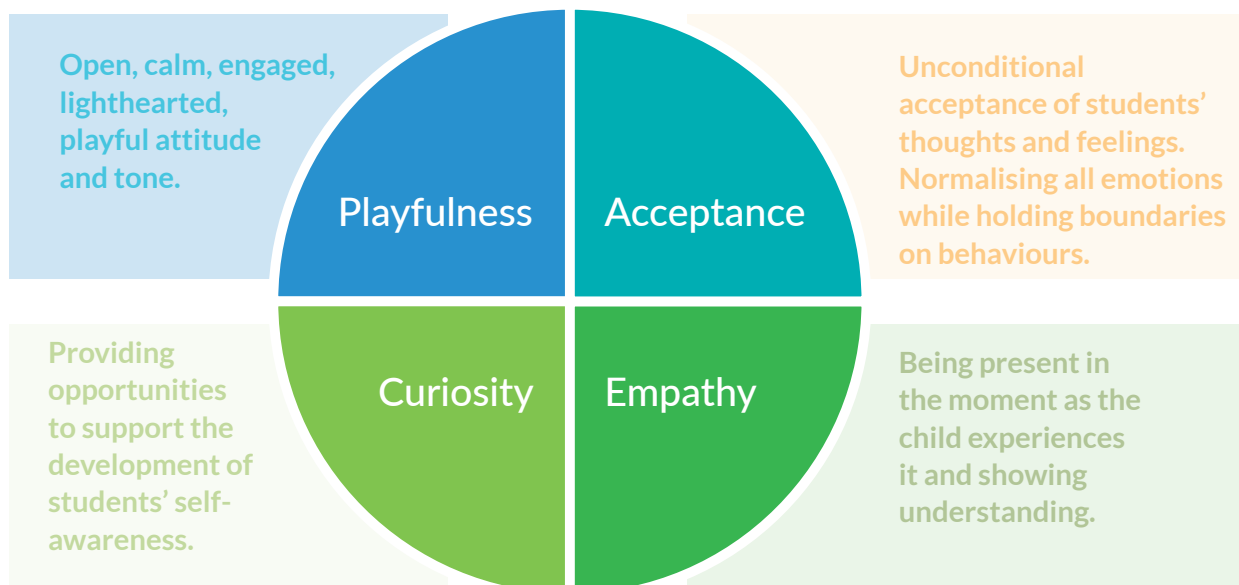 Open, calm, engaged,
lighthearted,
playful attitude
and tone.
Playfulness
Acceptance
Unconditional
acceptance of students’
thoughts and feelings.
Normalising all emotions
while holding boundaries
on behaviours.
Providing
opportunities
to support the
development of
students’ self-
awareness.
Curiosity
Empathy
Being present in
the moment as the
child experiences
it and showing
understanding.